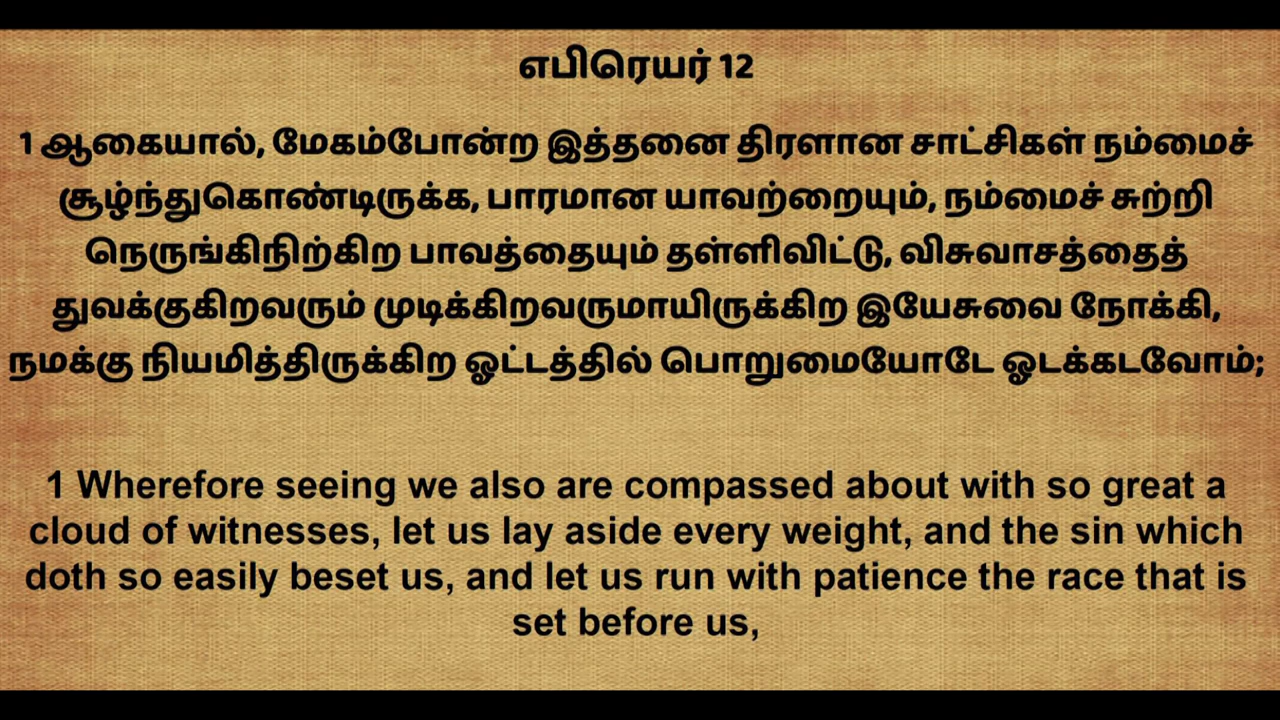 எபிரெயர் 12
1 ஆகையால், மேகம்போன்ற இத்தனை திரளான சாட்சிகள் நம்மைச்
சூழ்ந்துகொண்டிருக்க, பாரமான யாவற்றையும், நம்மைச் சுற்றி
நெருங்கிநிற்கிற பாவத்தையும் தள்ளிவிட்டு, விசுவாசத்தைத்
துவக்குகிறவரும் முடிக்கிறவருமாயிருக்கிற இயேசுவை நோக்கி,
நமக்கு நியமித்திருக்கிற ஓட்டத்தில் பொறுமையோடே ஓடக்கடவோம்;
1 Wherefore seeing we also are compassed about with so great a
cloud of witnesses, let us lay aside every weight, and the sin which
doth so easily beset us, and let us run with patience the race that is
set before us,